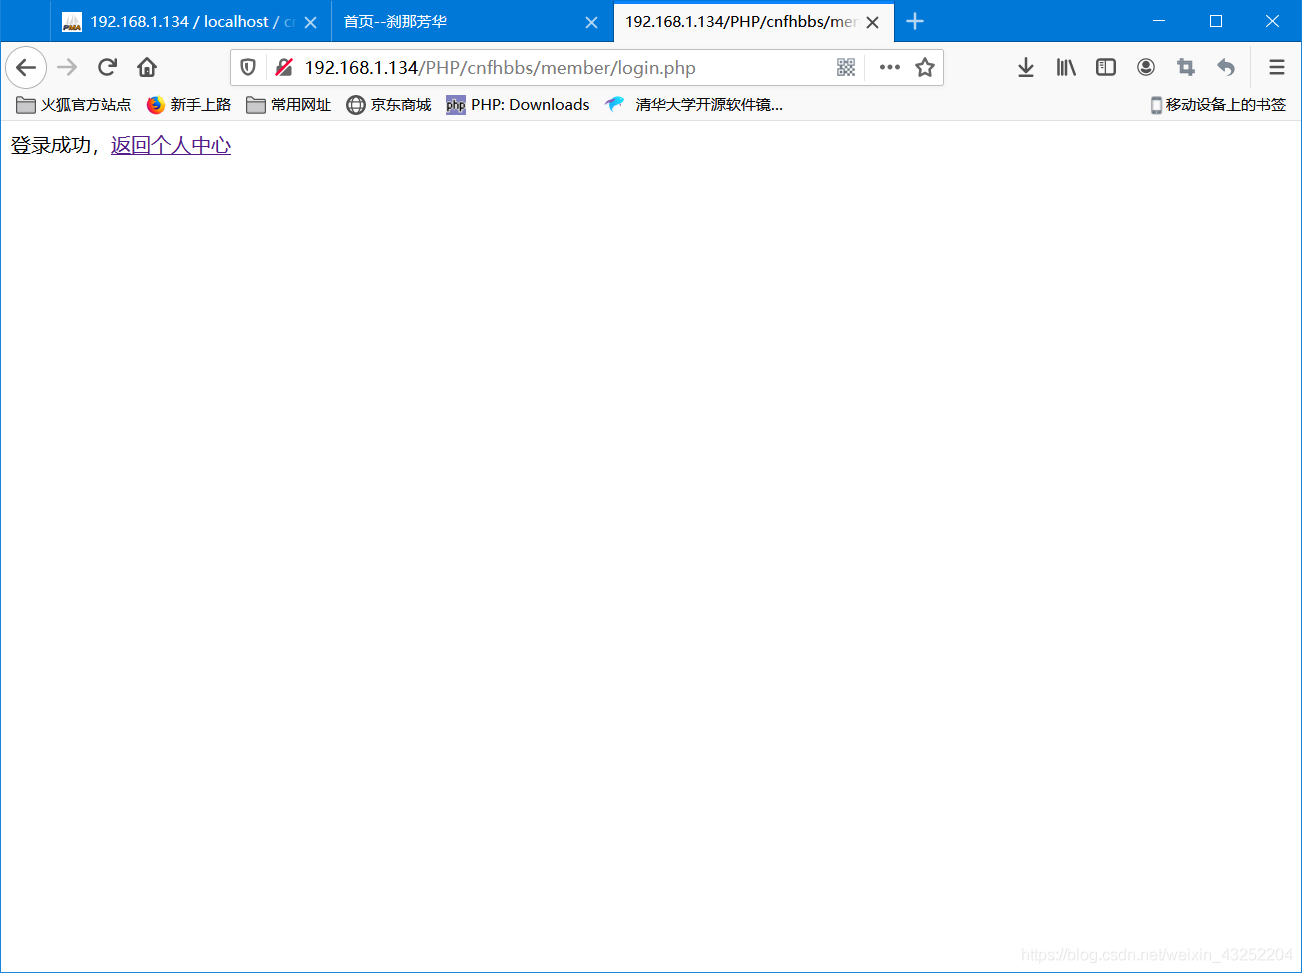 192.168.1.134 / localhost / cn
首页--刹那芳华
192.168.1.134/PHP/cnfhbbs/mem
192.168.1.134/PHP/cnfhbbs/member/login.php
火狐官方站点
新手上路
常用网址
京东商城
php
PHP: Downloads
清华大学开源软件镜...
移动设备上的书签
登录成功，返回个人中心
https://blog.csdn.net/weixin_43252204